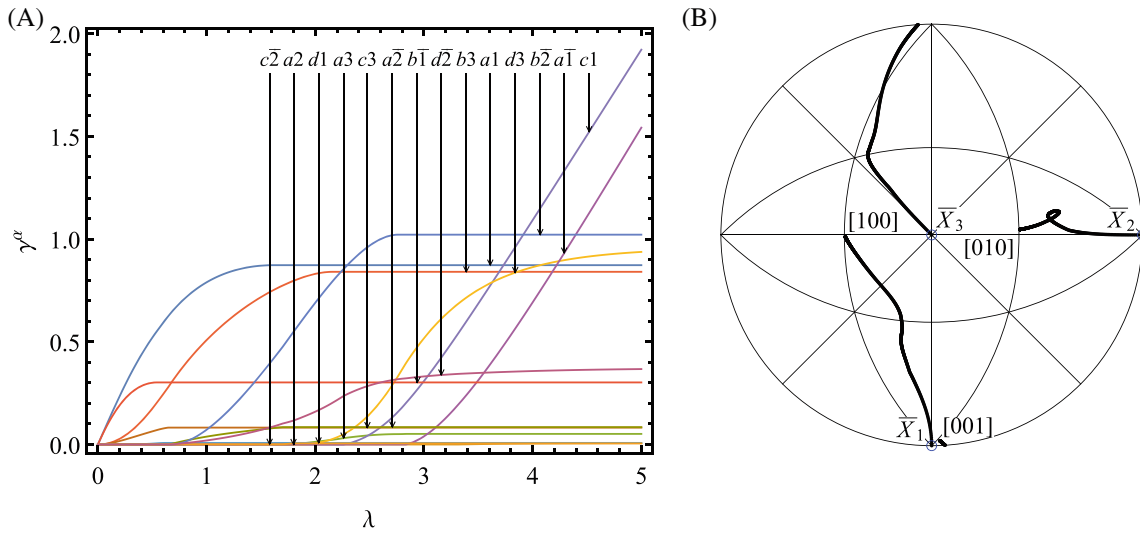 (A)
(B)
2.0
1.5
1.0
0.5
0.0
γ^α
c2̅ a2 d1 a3 c3 a2̅ b1̅ d2̅ b3 a1 d3 b2̅ a1̅ c1
0 1 2 3 4 5
λ
[100] X̅₃ X̅₂
[010]
X̅₁ [001]